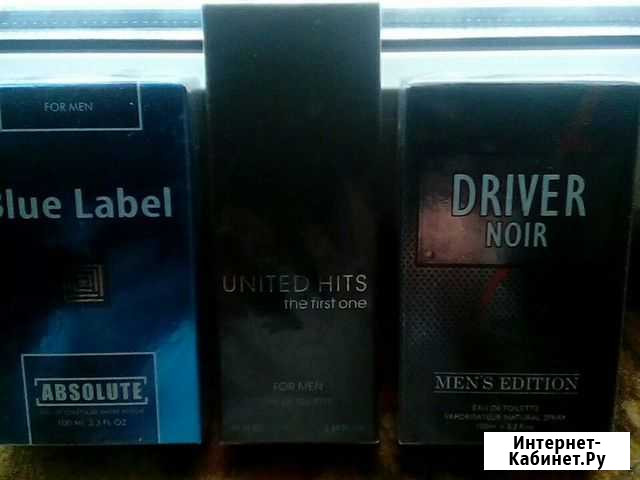 FOR MEN
Blue Label
ABSOLUTE
100 ML 3.3 FL OZ
UNITED HITS
the first one
FOR MEN
DRIVER
NOIR
MEN'S EDITION
EAU DE TOILETTE
VAPORISATEUR NATURAL SPRAY
Интернет-
Кабинет.Ру